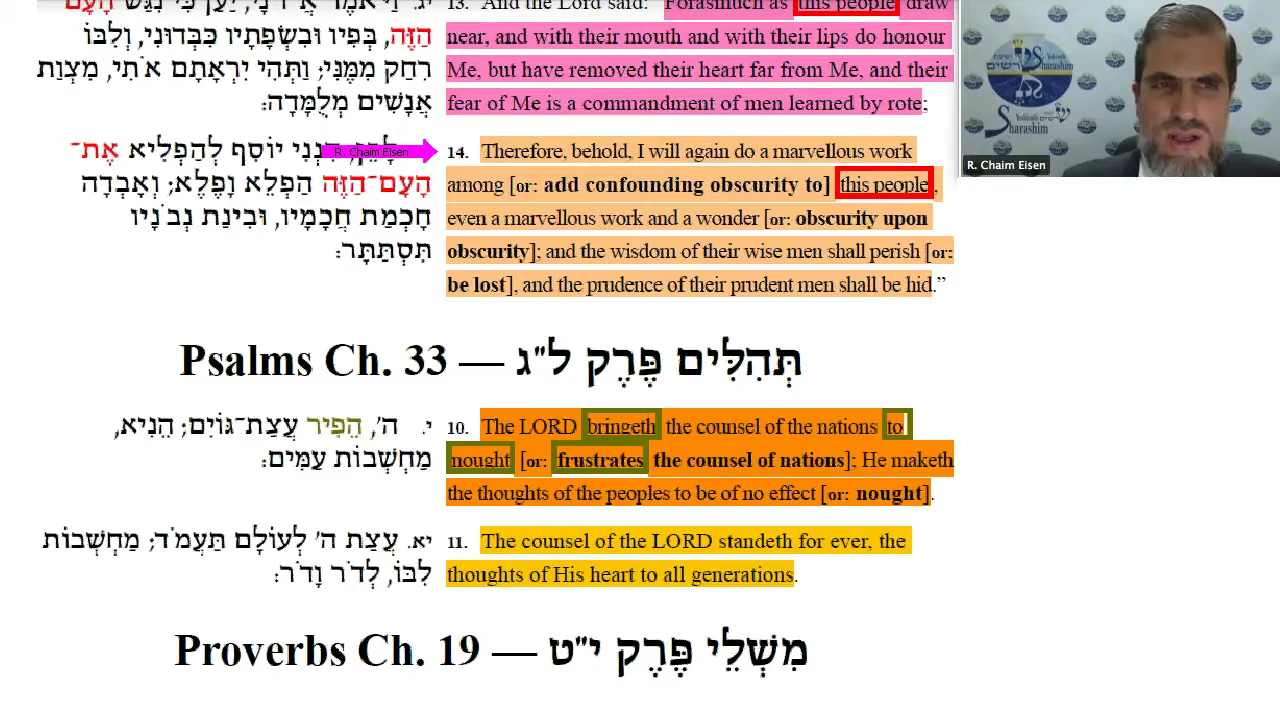 יג. וַיֹּאמֶר אֲדֹנָי, יַעַן כִּי נִגַּשׁ הָעָם
הַזֶּה, בְּפִיו וּבִשְׂפָתָיו כִּבְּדוּנִי, וְלִבּוֹ
רִחַק מִמֶּנִּי; וַתְּהִי יִרְאָתָם אֹתִי, מִצְוַת
אֲנָשִׁים מְלֻמָּדָה:
13. And the Lord said: Forasmuch as this people draw
near, and with their mouth and with their lips do honour
Me, but have removed their heart far from Me, and their
fear of Me is a commandment of men learned by rote;
הִנְנִי יוֹסִף לְהַפְלִיא אֶת־
הָעָם־הַזֶּה הַפְלֵא וָפֶלֶא; וְאָבְדָה
חָכְמַת חֲכָמָיו, וּבִינַת נְבֹנָיו
תִּסְתַּתָּר:
R. Chaim Eisen
14. Therefore, behold, I will again do a marvellous work
among [or: add confounding obscurity to] this people,
even a marvellous work and a wonder [or: obscurity upon
obscurity]; and the wisdom of their wise men shall perish [or:
be lost], and the prudence of their prudent men shall be hid.”
Psalms Ch. 33 — תְּהִלִּים פֶּרֶק ל"ג
י. ה', הֵפִיר עֲצַת־גּוֹיִם; הֵנִיא,
מַחְשְׁבוֹת עַמִּים:
10. The LORD bringeth the counsel of the nations to
nought [or: frustrates the counsel of nations]; He maketh
the thoughts of the peoples to be of no effect [or: nought].
יא. עֲצַת ה' לְעוֹלָם תַּעֲמֹד; מַחְשְׁבוֹת
לִבּוֹ, לְדֹר וָדֹר:
11. The counsel of the LORD standeth for ever, the
thoughts of His heart to all generations.
Proverbs Ch. 19 — מִשְׁלֵי פֶּרֶק י"ט
Sharashim
R. Chaim Eisen